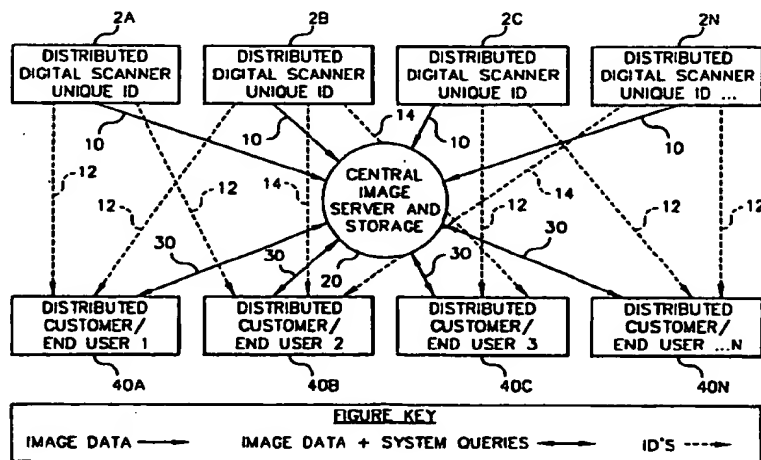 2A
2B
2C
2N
DISTRIBUTED
DIGITAL SCANNER
UNIQUE ID
DISTRIBUTED
DIGITAL SCANNER
UNIQUE ID
DISTRIBUTED
DIGITAL SCANNER
UNIQUE ID
DISTRIBUTED
DIGITAL SCANNER
UNIQUE ID ...
10
10
14
10
10
12
12
12
14
CENTRAL
IMAGE
SERVER AND
STORAGE
12
14
12
12
30
30
20
30
30
DISTRIBUTED
CUSTOMER/
END USER 1
DISTRIBUTED
CUSTOMER/
END USER 2
DISTRIBUTED
CUSTOMER/
END USER 3
DISTRIBUTED
CUSTOMER/
END USER ...N
40A
40B
40C
40N
FIGURE KEY
IMAGE DATA
IMAGE DATA + SYSTEM QUERIES
ID'S